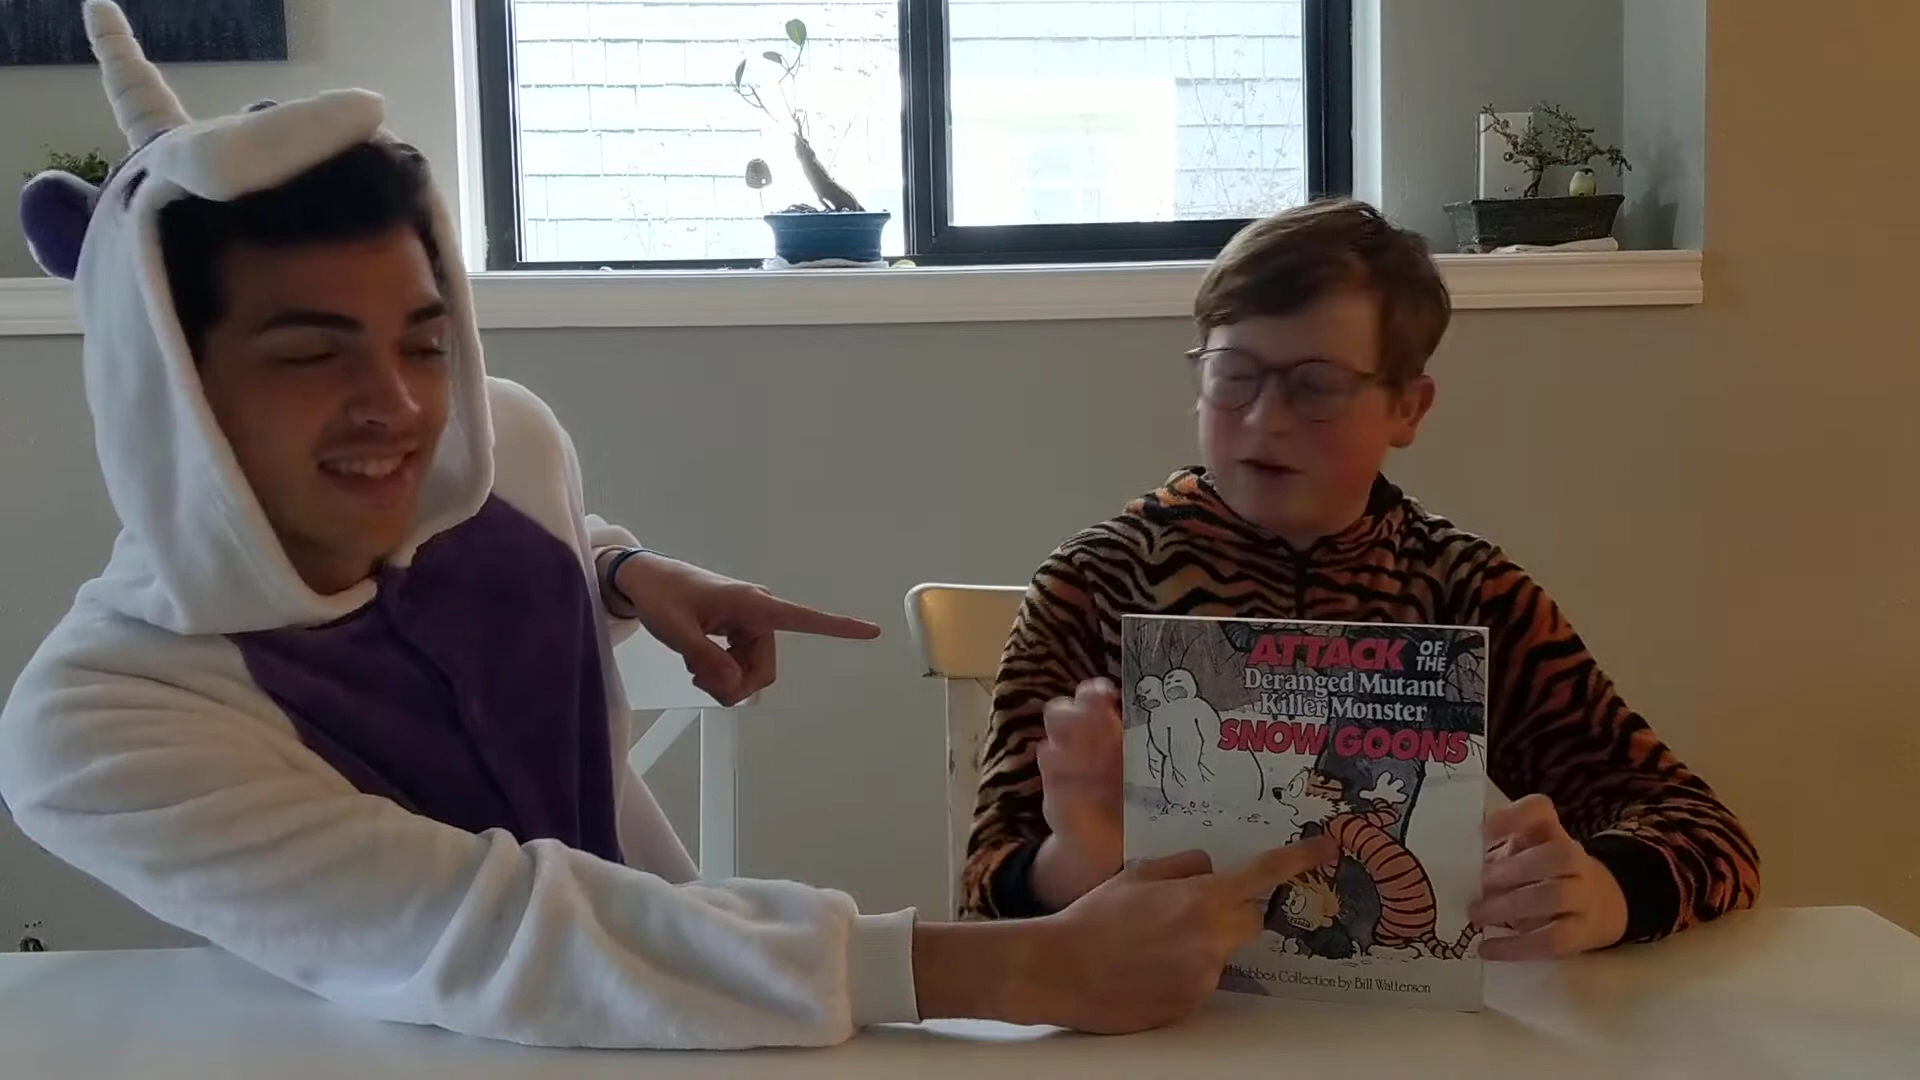 ATTACK OF THE
Deranged Mutant
Killer Monster
SNOW GOONS
Hobbes Collection by Bill Watterson